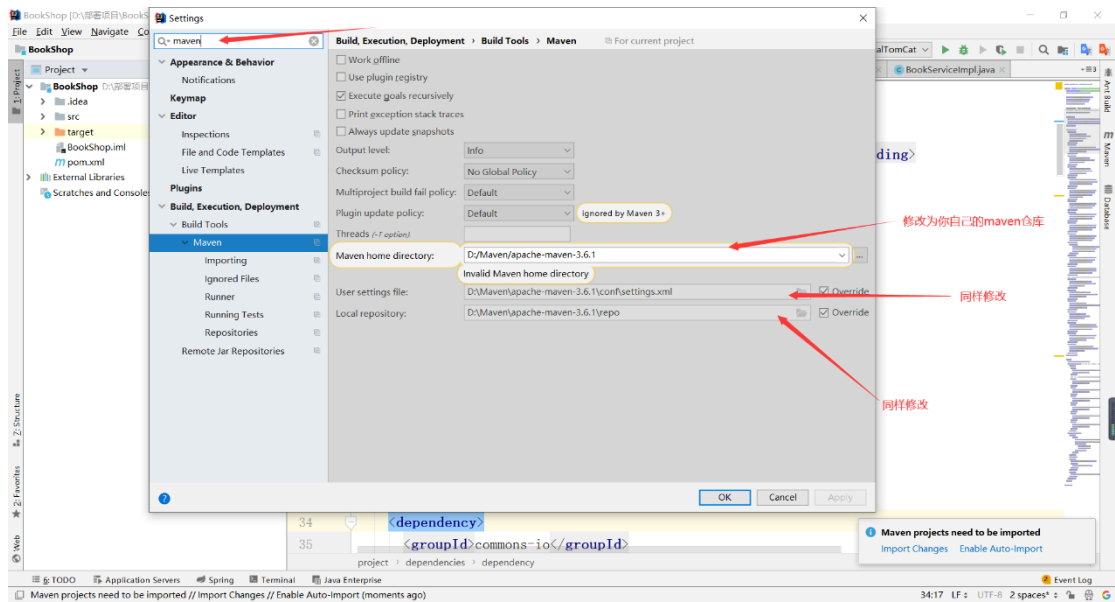 BookShop [D:\部署项目\BookS
Settings
File Edit View Navigate Co
BookShop
alTomCat
Project
BookServiceImpl.java
BookShop D:\部署项目
.idea
src
target
BookShop.iml
pom.xml
External Libraries
Scratches and Console
1: Project
7: Structure
2: Favorites
Web
maven
Appearance & Behavior
Notifications
Keymap
Editor
Inspections
File and Code Templates
Live Templates
Plugins
Build, Execution, Deployment
Build Tools
Maven
Importing
Ignored Files
Runner
Running Tests
Repositories
Remote Jar Repositories
Build, Execution, Deployment › Build Tools › Maven For current project
Work offline
Use plugin registry
Execute goals recursively
Print exception stack traces
Always update snapshots
Output level: Info
Checksum policy: No Global Policy
Multiproject build fail policy: Default
Plugin update policy: Default Ignored by Maven 3+
Threads (-T option)
Maven home directory: D:/Maven/apache-maven-3.6.1 ...
Invalid Maven home directory
User settings file: D:\Maven\apache-maven-3.6.1\conf\settings.xml Override
Local repository: D:\Maven\apache-maven-3.6.1\repo Override
OK Cancel Apply
ding>
修改为你自己的maven仓库
同样修改
同样修改
Ant Build
Maven
Database
34 <dependency>
35 <groupId>commons-io</groupId>
project › dependencies › dependency
Maven projects need to be imported
Import Changes Enable Auto-Import
6: TODO Application Servers Spring Terminal Java Enterprise Event Log
Maven projects need to be imported // Import Changes // Enable Auto-Import (moments ago) 34:17 LF UTF-8 2 spaces*